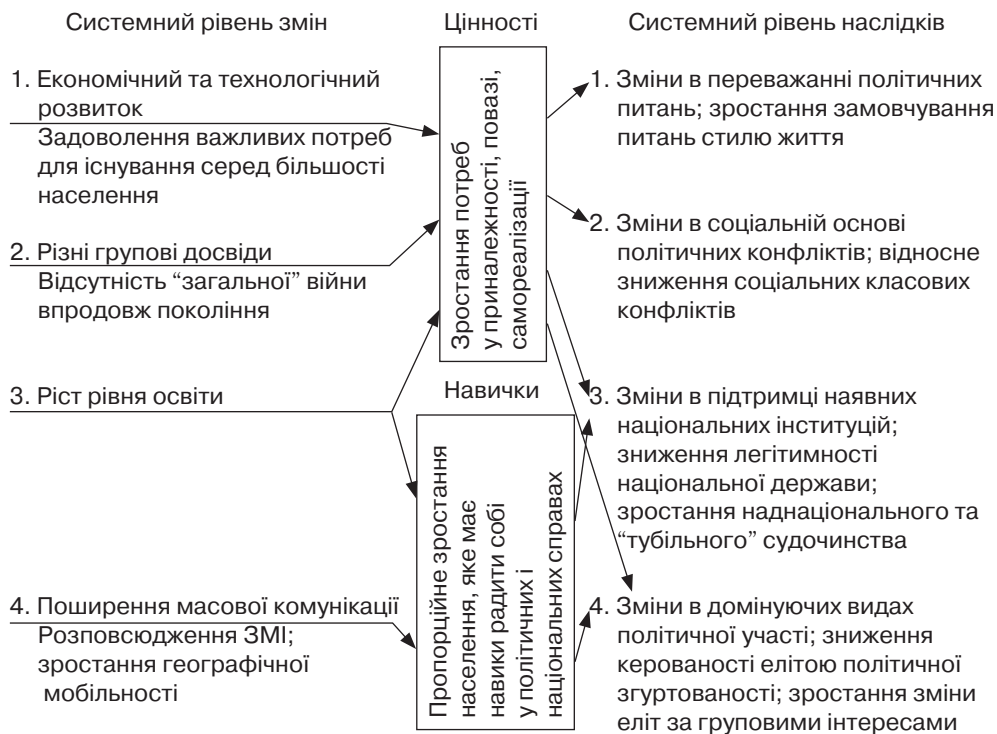 Системний рівень змін
1. Економічний та технологічний
розвиток
Задоволення важливих потреб
для існування серед більшості
населення
2. Різні групові досвіди
Відсутність “загальної” війни
впродовж покоління
3. Ріст рівня освіти
4. Поширення масової комунікації
Розповсюдження ЗМІ;
зростання географічної
мобільності
Цінності
Зростання потреб
у приналежності, повазі,
самореалізації
Навички
Пропорційне зростання
населення, яке має
навики радити собі
у політичних і
національних справах
Системний рівень наслідків
1. Зміни в переважанні політичних
питань; зростання замовчування
питань стилю життя
2. Зміни в соціальній основі
політичних конфліктів; відносне
зниження соціальних класових
конфліктів
3. Зміни в підтримці наявних
національних інституцій;
зниження легітимності
національної держави;
зростання наднаціонального та
“тубільного” судочинства
4. Зміни в домінуючих видах
політичної участі; зниження
керованості елітою політичної
згуртованості; зростання зміни
еліт за груповими інтересами